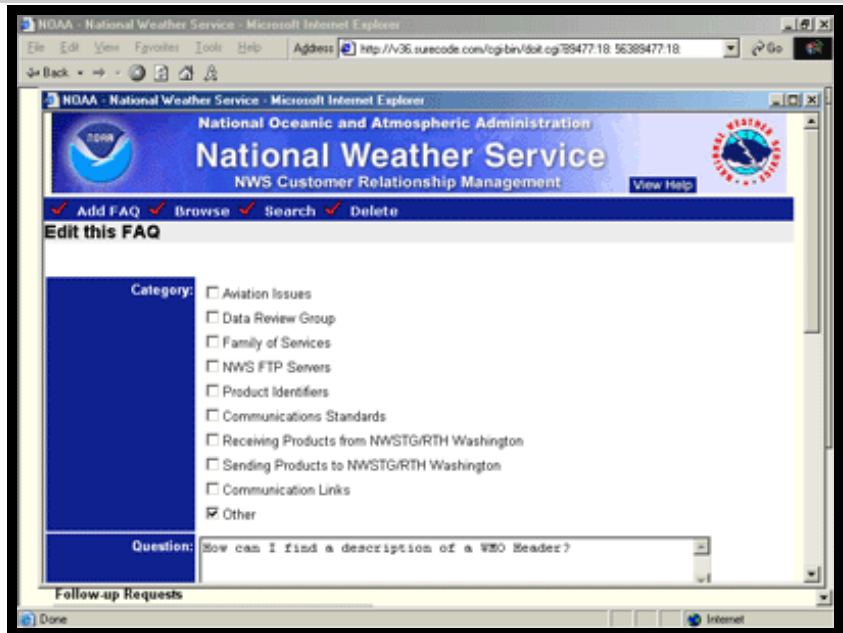 NOAA - National Weather Service - Microsoft Internet Explorer
File Edit View Favorites Tools Help Address http://v36.surecode.com/cgi-bin/doit.cgi?89477:18: 56389477:18: Go
Back
NOAA - National Weather Service - Microsoft Internet Explorer
NOAA
National Oceanic and Atmospheric Administration
National Weather Service
NWS Customer Relationship Management
View Help
Add FAQ Browse Search Delete
Edit this FAQ
Category:
Aviation Issues
Data Review Group
Family of Services
NWS FTP Servers
Product Identifiers
Communications Standards
Receiving Products from NWSTG/RTH Washington
Sending Products to NWSTG/RTH Washington
Communication Links
Other
Question: How can I find a description of a WMO Header?
Follow-up Requests
Done Internet